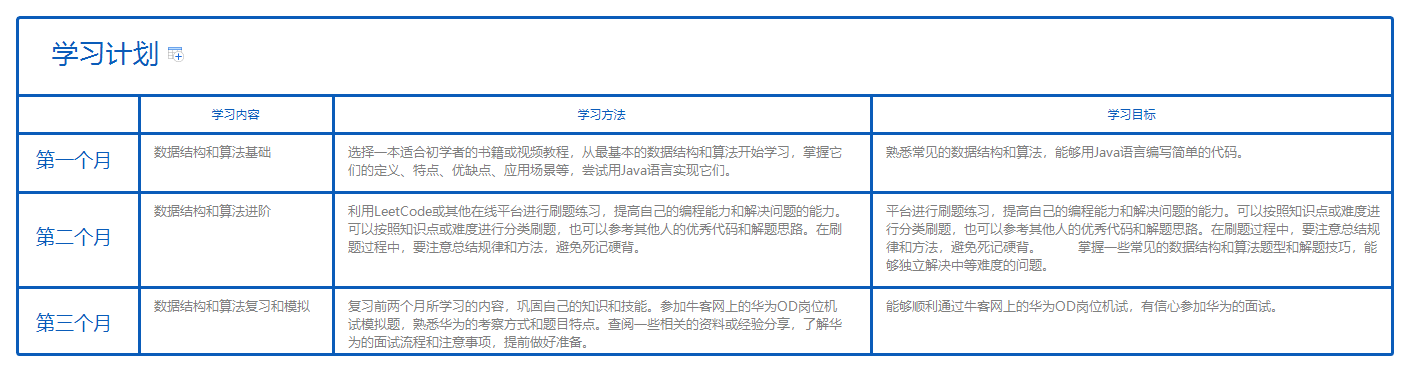 学习计划
学习内容
学习方法
学习目标
第一个月
数据结构和算法基础
选择一本适合初学者的书籍或视频教程，从最基本的数据结构和算法开始学习，掌握它
们的定义、特点、优缺点、应用场景等，尝试用Java语言实现它们。
熟悉常见的数据结构和算法，能够用Java语言编写简单的代码。
第二个月
数据结构和算法进阶
利用LeetCode或其他在线平台进行刷题练习，提高自己的编程能力和解决问题的能力。
可以按照知识点或难度进行分类刷题，也可以参考其他人的优秀代码和解题思路。在刷
题过程中，要注意总结规律和方法，避免死记硬背。
平台进行刷题练习，提高自己的编程能力和解决问题的能力。可以按照知识点或难度进
行分类刷题，也可以参考其他人的优秀代码和解题思路。在刷题过程中，要注意总结规
律和方法，避免死记硬背。 掌握一些常见的数据结构和算法题型和解题技巧，能
够独立解决中等难度的问题。
第三个月
数据结构和算法复习和模拟
复习前两个月所学习的内容，巩固自己的知识和技能。参加牛客网上的华为OD岗位机
试模拟题，熟悉华为的考察方式和题目特点。查阅一些相关的资料或经验分享，了解华
为的面试流程和注意事项，提前做好准备。
能够顺利通过牛客网上的华为OD岗位机试，有信心参加华为的面试。